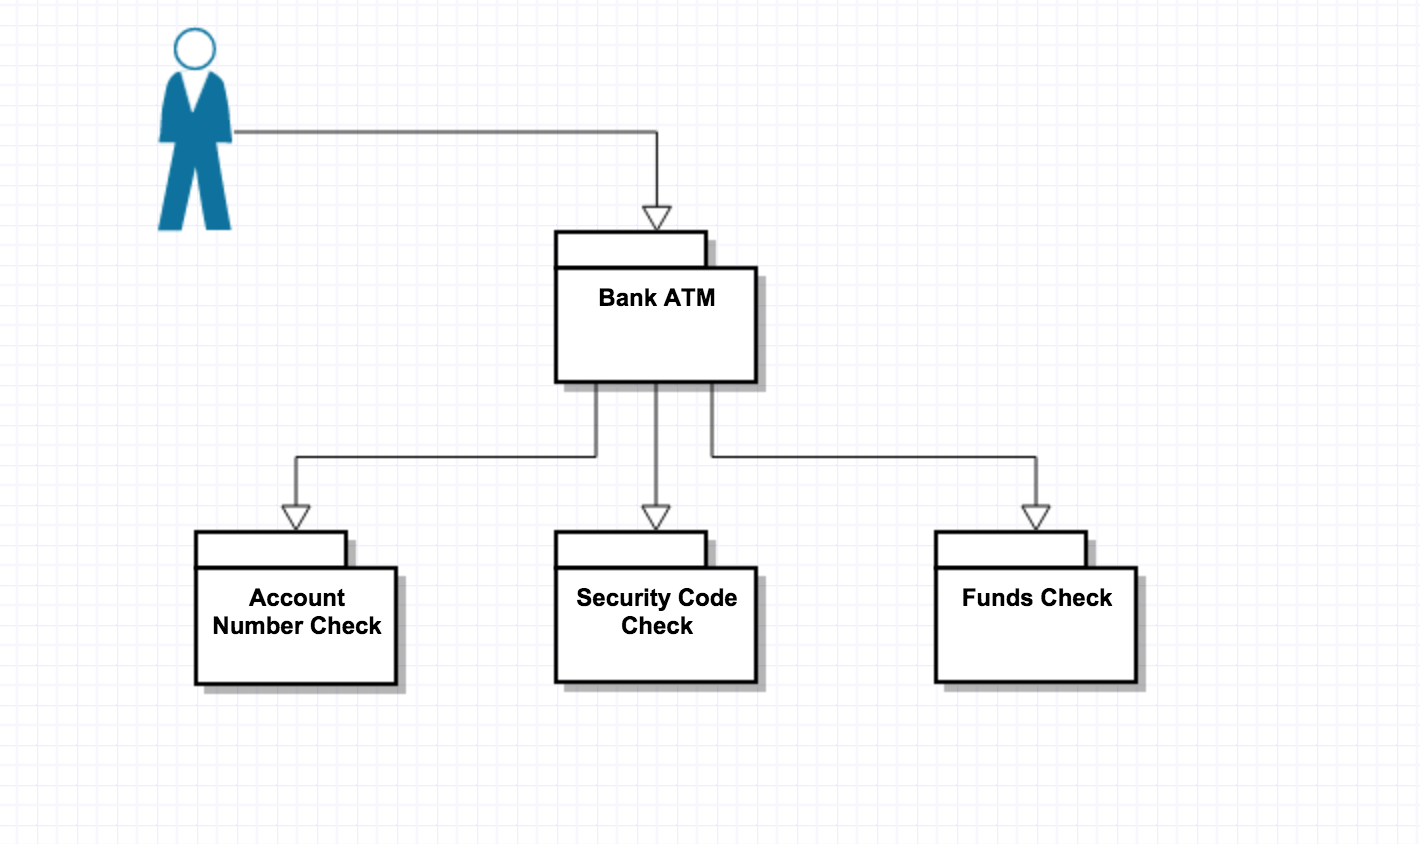 Bank ATM
Account
Number Check
Security Code
Check
Funds Check